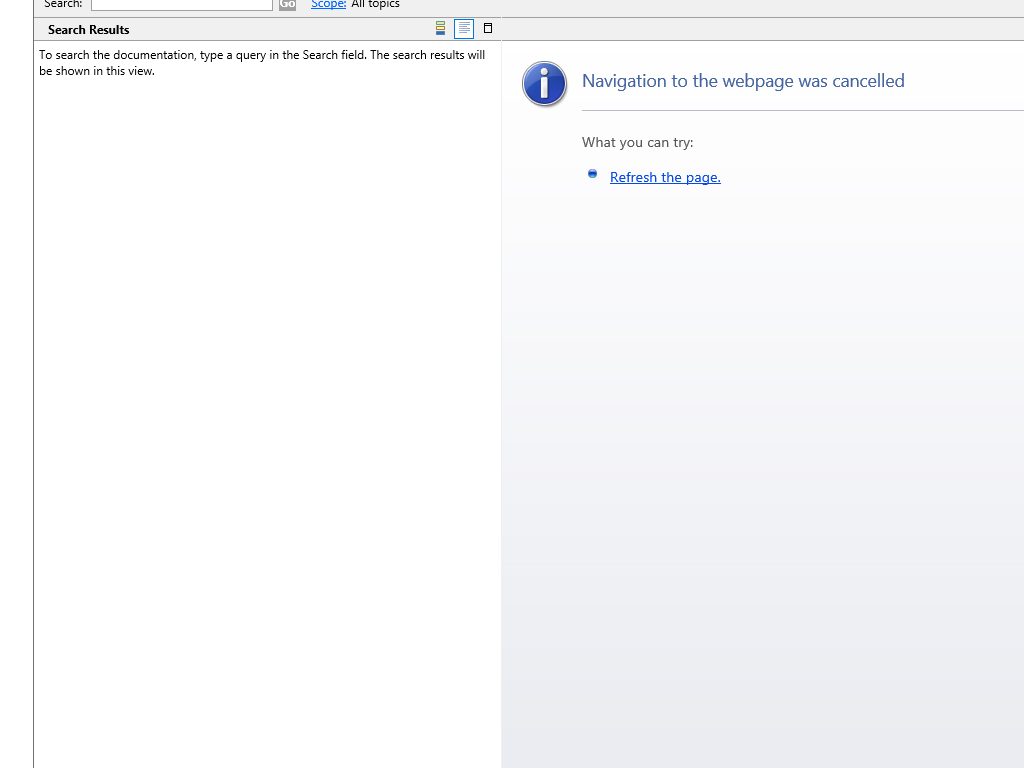 Search: Go Scope: All topics
Search Results
To search the documentation, type a query in the Search field. The search results will
be shown in this view.
Navigation to the webpage was cancelled
What you can try:
Refresh the page.